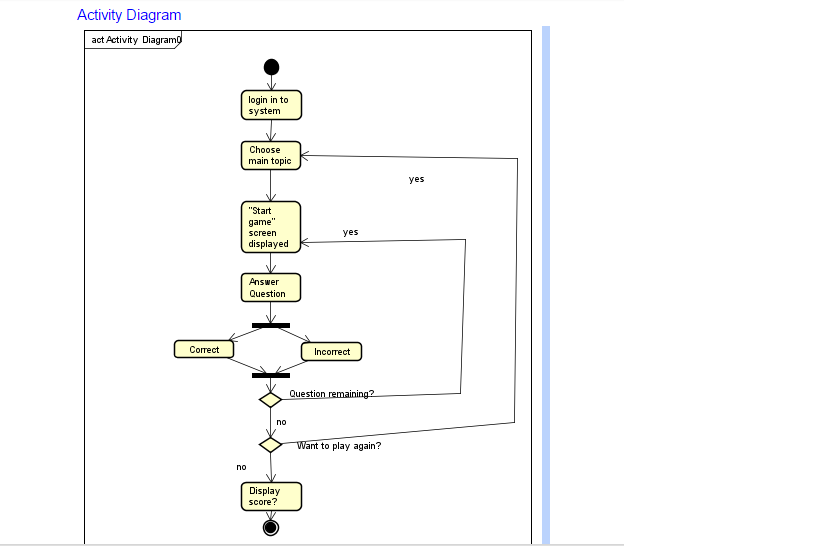 Activity Diagram
act Activity Diagram0
login in to
system
Choose
main topic
yes
"Start
game"
screen
displayed
yes
Answer
Question
Correct
Incorrect
Question remaining?
no
Want to play again?
no
Display
score?